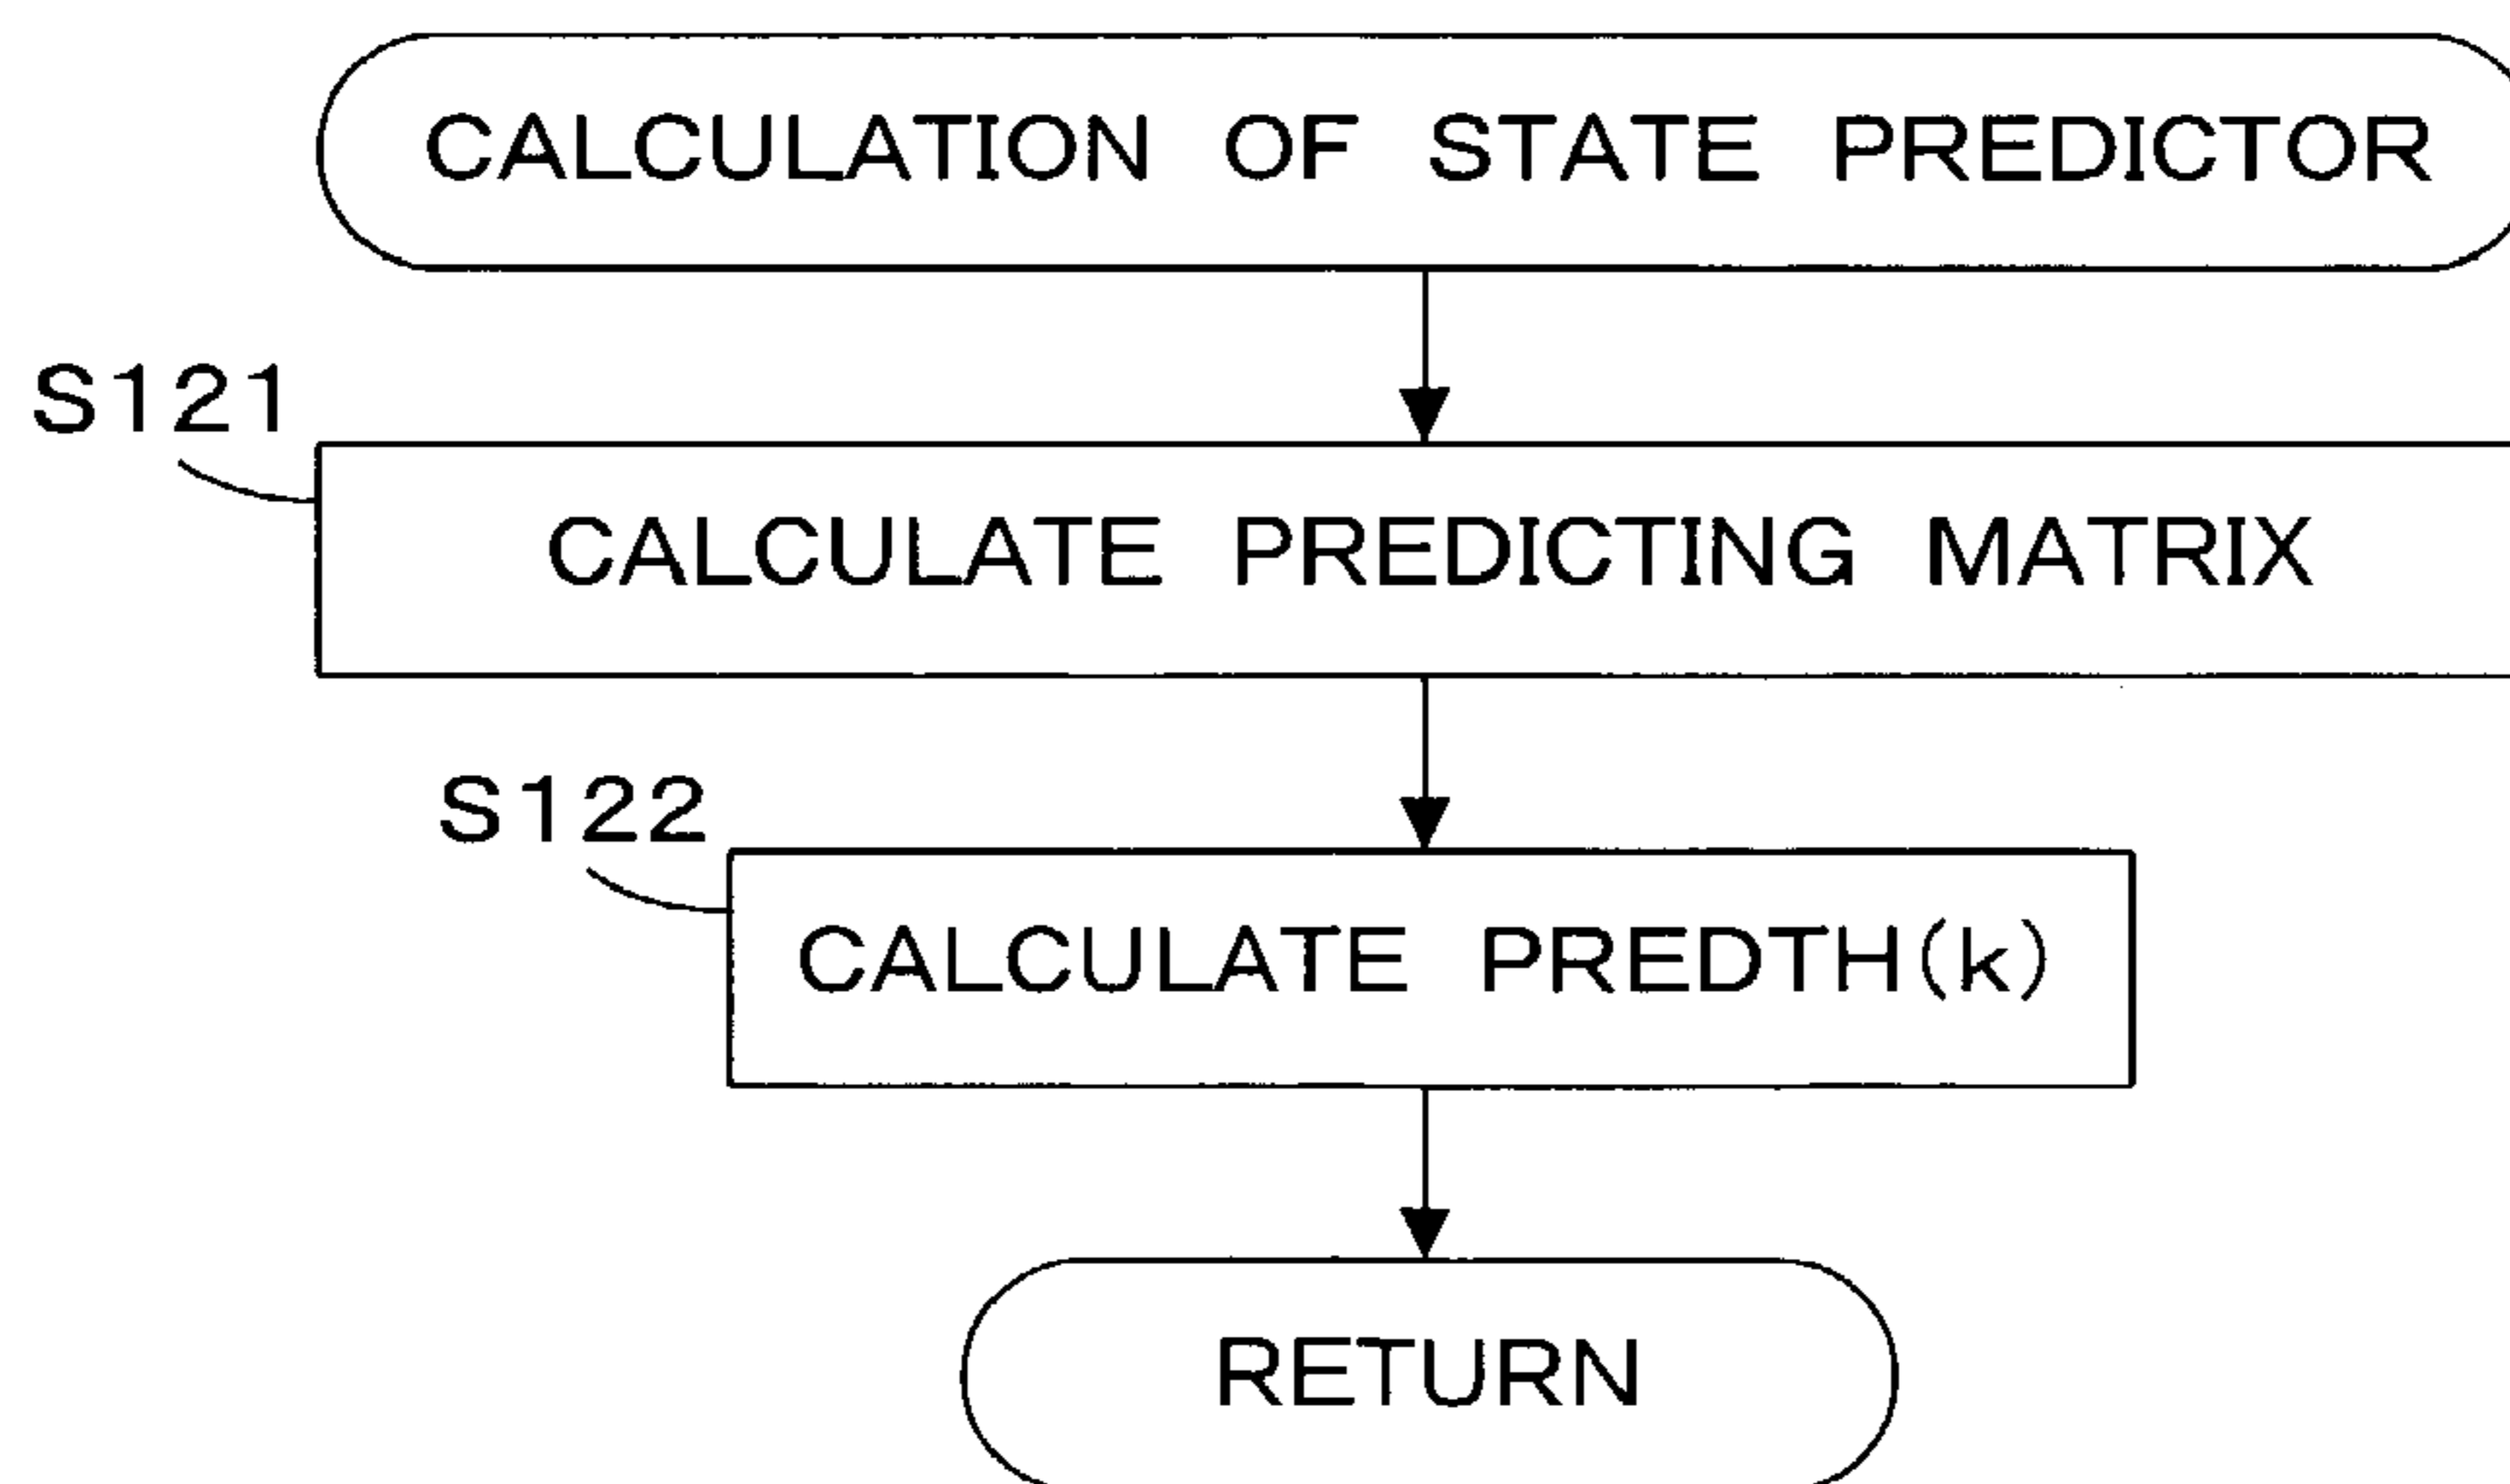 CALCULATION OF STATE PREDICTOR
S121
CALCULATE PREDICTING MATRIX
S122
CALCULATE PREDTH(k)
RETURN